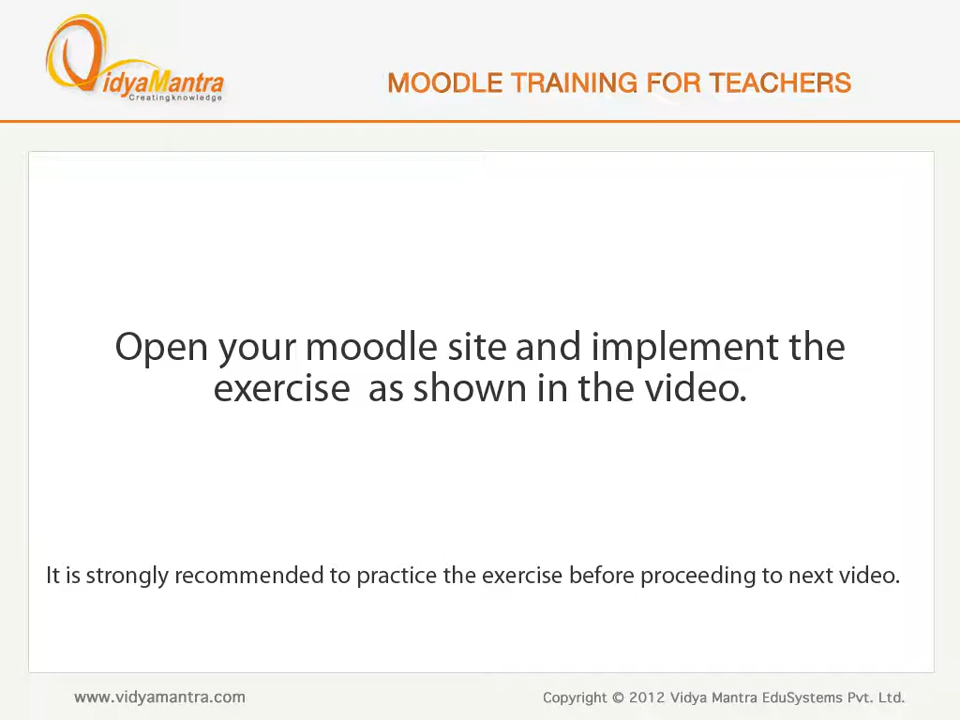 VidyaMantra
Creatingknowledge
MOODLE TRAINING FOR TEACHERS
Open your moodle site and implement the
exercise as shown in the video.
It is strongly recommended to practice the exercise before proceeding to next video.
www.vidyamantra.com
Copyright © 2012 Vidya Mantra EduSystems Pvt. Ltd.